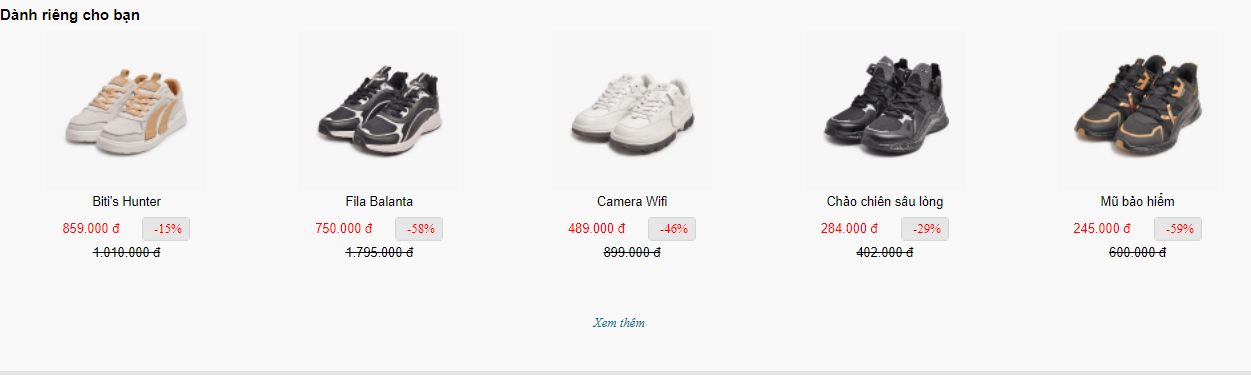 Dành riêng cho bạn
Biti's Hunter
859.000 đ -15%
1.010.000 đ
Fila Balanta
750.000 đ -58%
1.795.000 đ
Camera Wifi
489.000 đ -46%
899.000 đ
Chảo chiên sâu lòng
284.000 đ -29%
402.000 đ
Mũ bảo hiểm
245.000 đ -59%
600.000 đ
Xem thêm